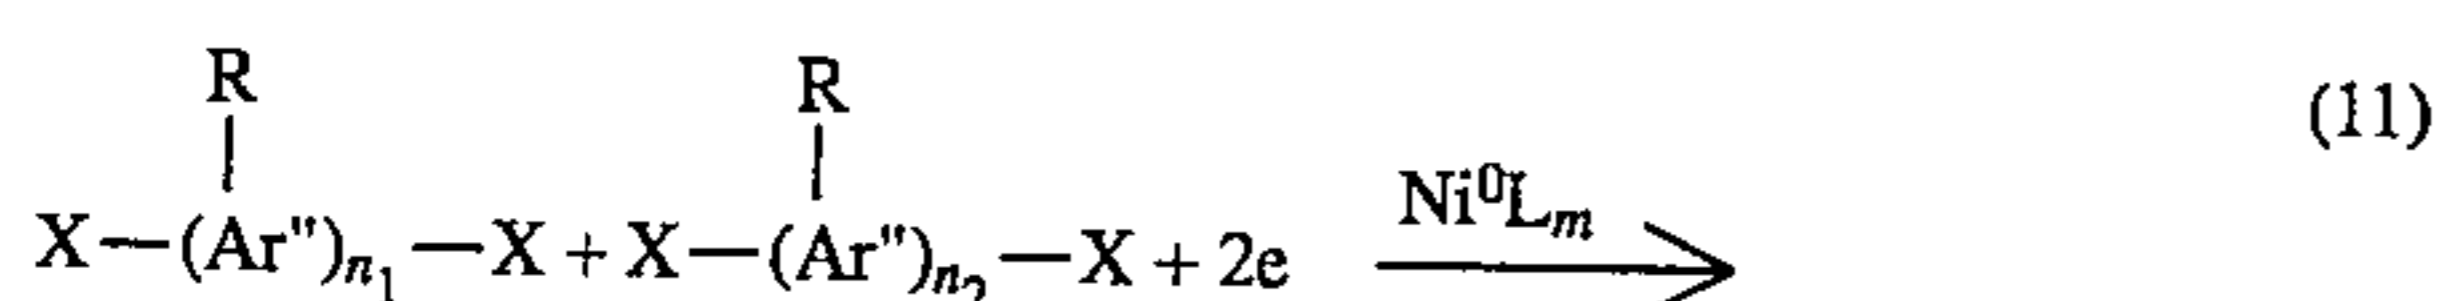 R R (11)
Ni⁰Lₘ
X—(Ar")ₙ₁—X + X—(Ar")ₙ₂—X + 2e